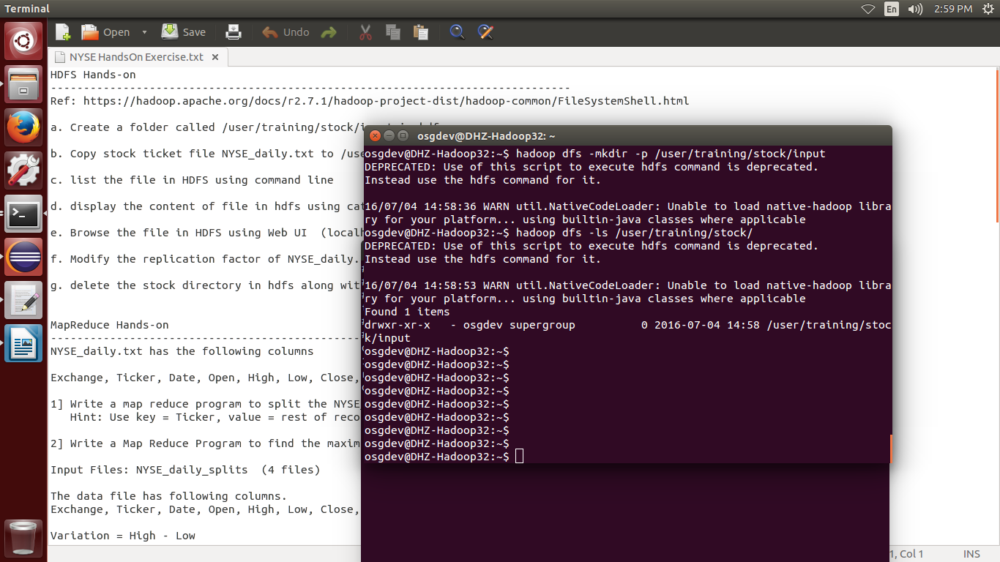 Terminal
En
2:59 PM
Open
Save
Undo
NYSE HandsOn Exercise.txt
HDFS Hands-on
-------------------------------------------------------------------------------
Ref: https://hadoop.apache.org/docs/r2.7.1/hadoop-project-dist/hadoop-common/FileSystemShell.html
a. Create a folder called /user/training/stock/
b. Copy stock ticket file NYSE_daily.txt to /use
c. list the file in HDFS using command line
d. display the content of file in hdfs using cat
e. Browse the file in HDFS using Web UI (local
f. Modify the replication factor of NYSE_daily.
g. delete the stock directory in hdfs along wit
MapReduce Hands-on
-----------------------------------------------
NYSE_daily.txt has the following columns
Exchange, Ticker, Date, Open, High, Low, Close,
1] Write a map reduce program to split the NYSE_
Hint: Use key = Ticker, value = rest of reco
2] Write a Map Reduce Program to find the maxim
Input Files: NYSE_daily_splits (4 files)
The data file has following columns.
Exchange, Ticker, Date, Open, High, Low, Close,
Variation = High - Low
osgdev@DHZ-Hadoop32: ~
osgdev@DHZ-Hadoop32:~$ hadoop dfs -mkdir -p /user/training/stock/input
DEPRECATED: Use of this script to execute hdfs command is deprecated.
Instead use the hdfs command for it.
16/07/04 14:58:36 WARN util.NativeCodeLoader: Unable to load native-hadoop libra
ry for your platform... using builtin-java classes where applicable
osgdev@DHZ-Hadoop32:~$ hadoop dfs -ls /user/training/stock/
DEPRECATED: Use of this script to execute hdfs command is deprecated.
Instead use the hdfs command for it.
16/07/04 14:58:53 WARN util.NativeCodeLoader: Unable to load native-hadoop libra
ry for your platform... using builtin-java classes where applicable
Found 1 items
drwxr-xr-x - osgdev supergroup 0 2016-07-04 14:58 /user/training/stoc
k/input
osgdev@DHZ-Hadoop32:~$
osgdev@DHZ-Hadoop32:~$
osgdev@DHZ-Hadoop32:~$
osgdev@DHZ-Hadoop32:~$
osgdev@DHZ-Hadoop32:~$
osgdev@DHZ-Hadoop32:~$
osgdev@DHZ-Hadoop32:~$
osgdev@DHZ-Hadoop32:~$
osgdev@DHZ-Hadoop32:~$
1, Col 1
INS